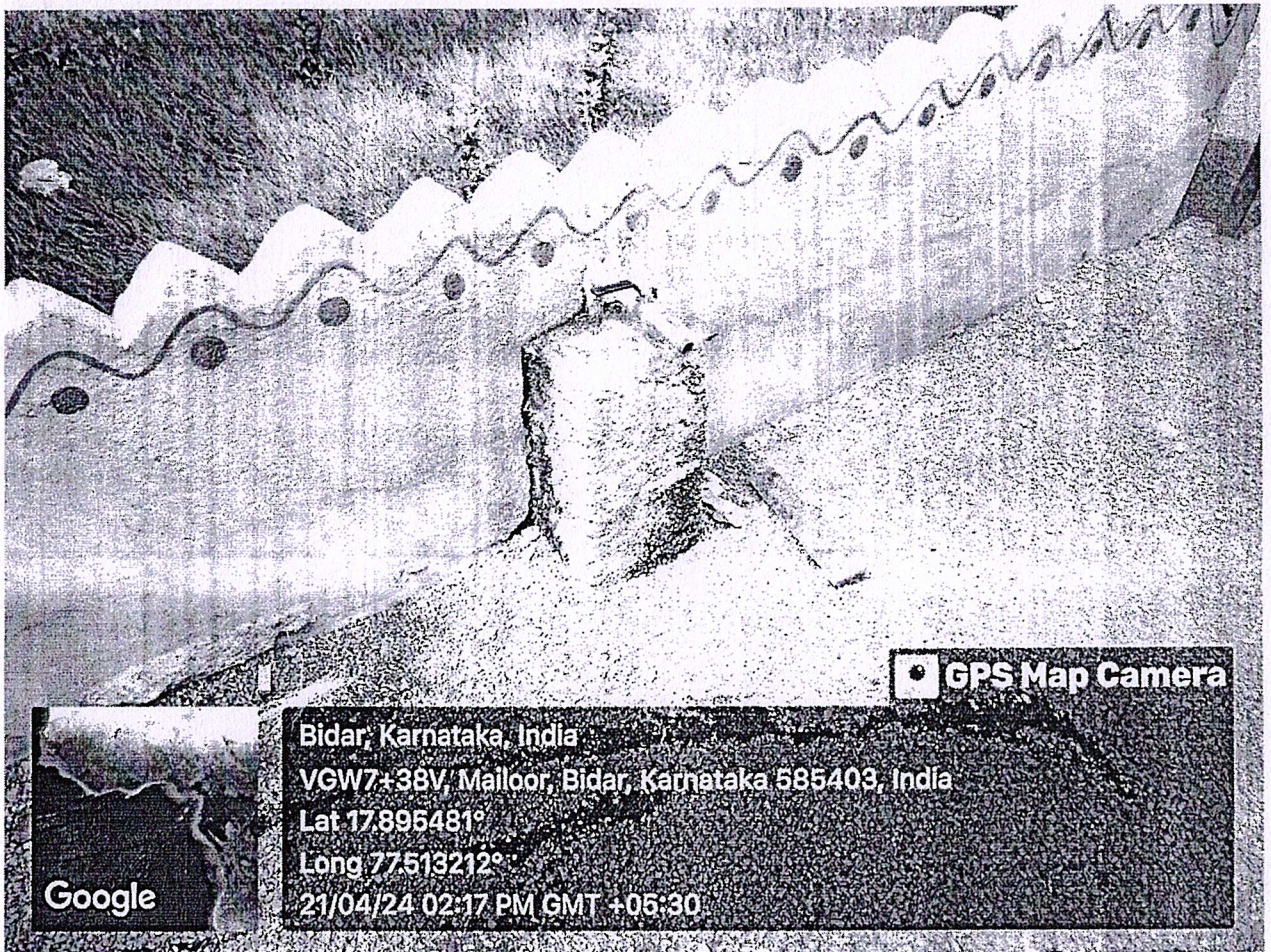 GPS Map Camera
Bidar, Karnataka, India
VGW7+38V, Mailoor, Bidar, Karnataka 585403, India
Lat 17.895481°
Long 77.513212°
21/04/24 02:17 PM GMT +05:30
Google